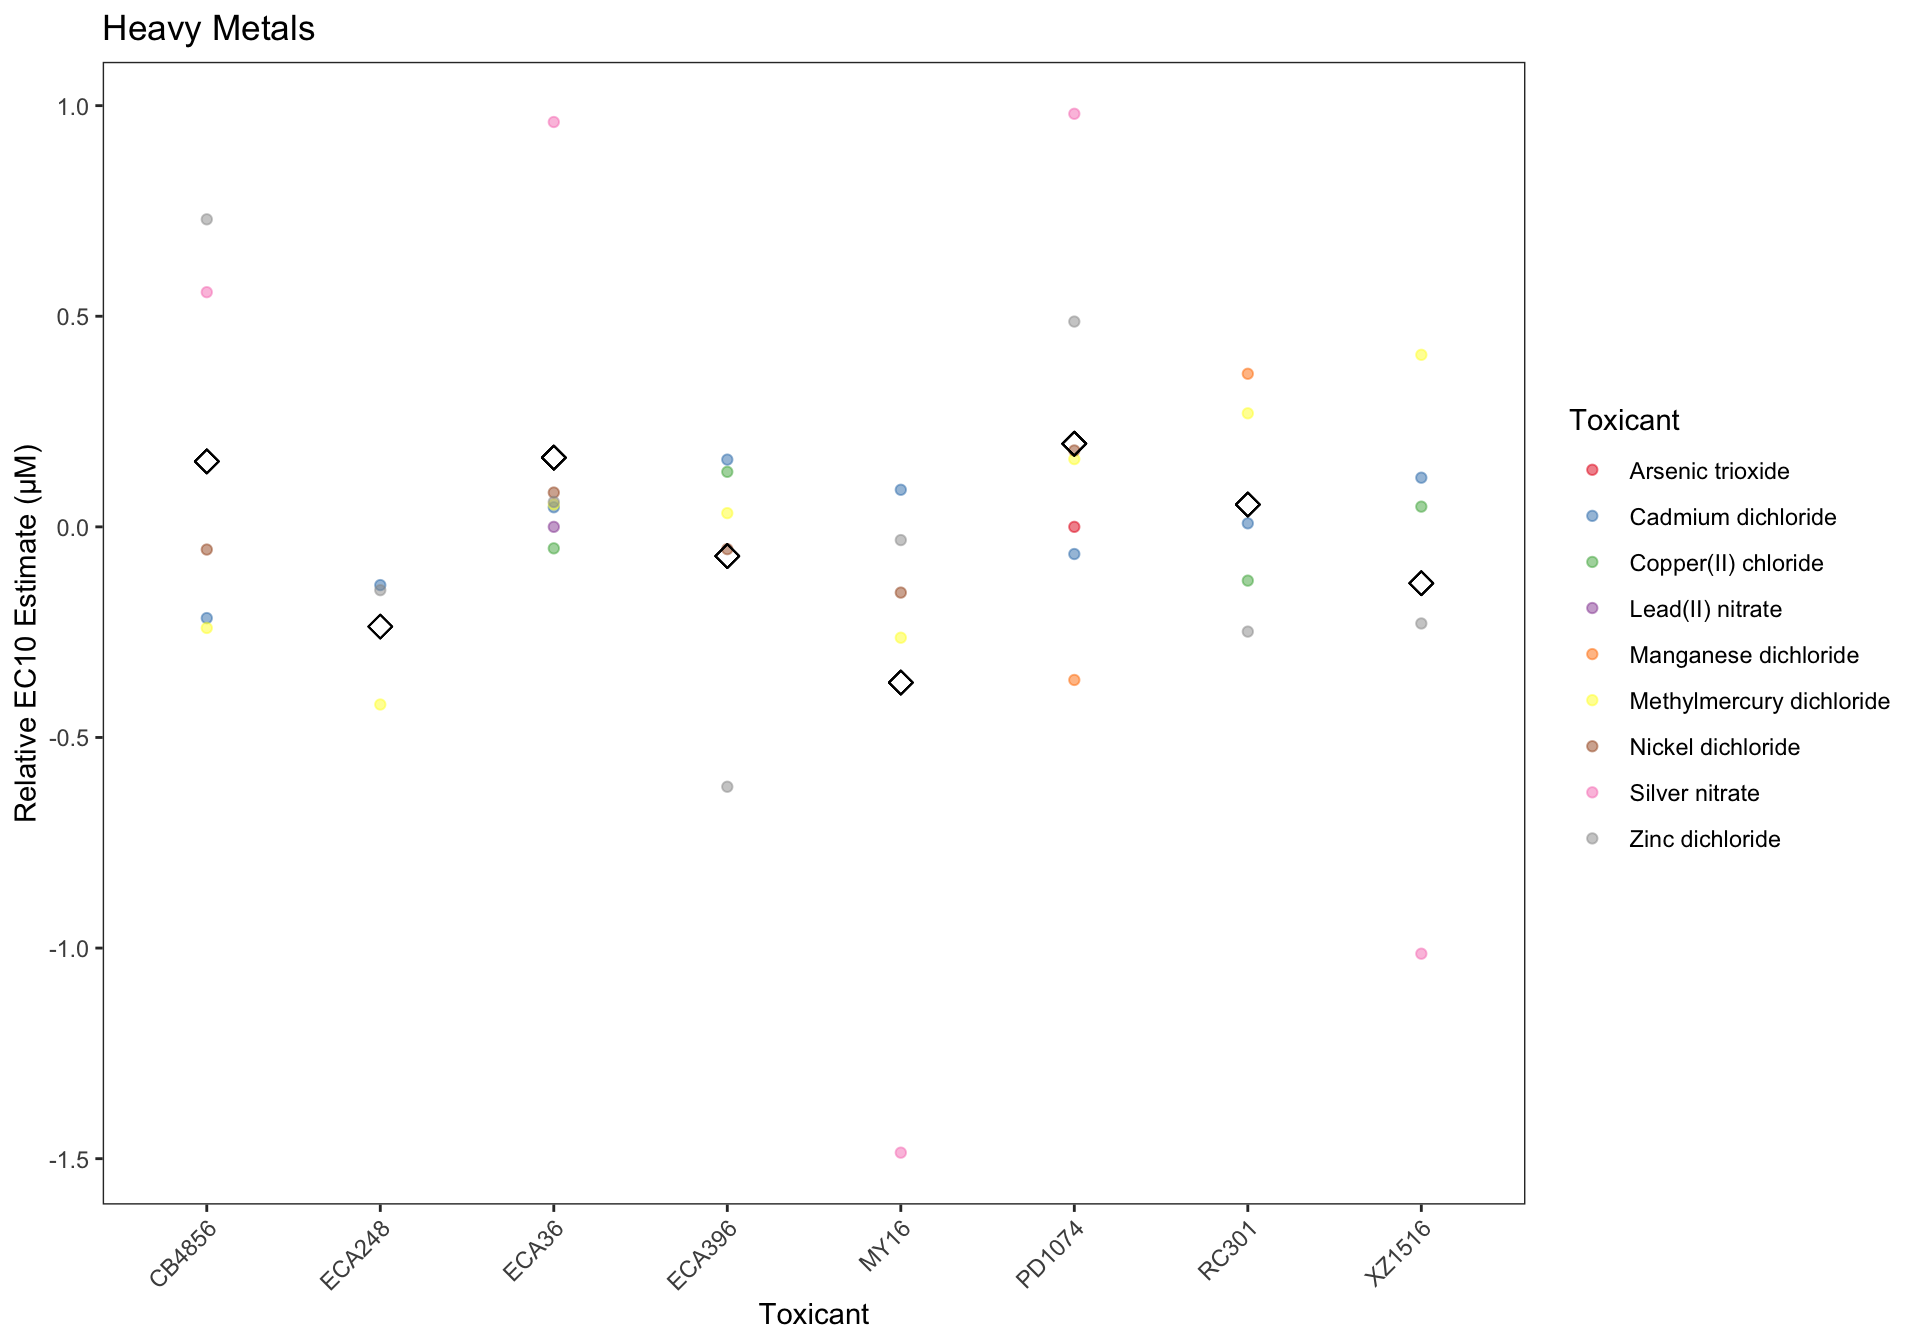 Heavy Metals
1.0
0.5
0.0
-0.5
-1.0
-1.5
Relative EC10 Estimate (µM)
CB4856
ECA248
ECA36
ECA396
MY16
PD1074
RC301
XZ1516
Toxicant
Toxicant
Arsenic trioxide
Cadmium dichloride
Copper(II) chloride
Lead(II) nitrate
Manganese dichloride
Methylmercury dichloride
Nickel dichloride
Silver nitrate
Zinc dichloride